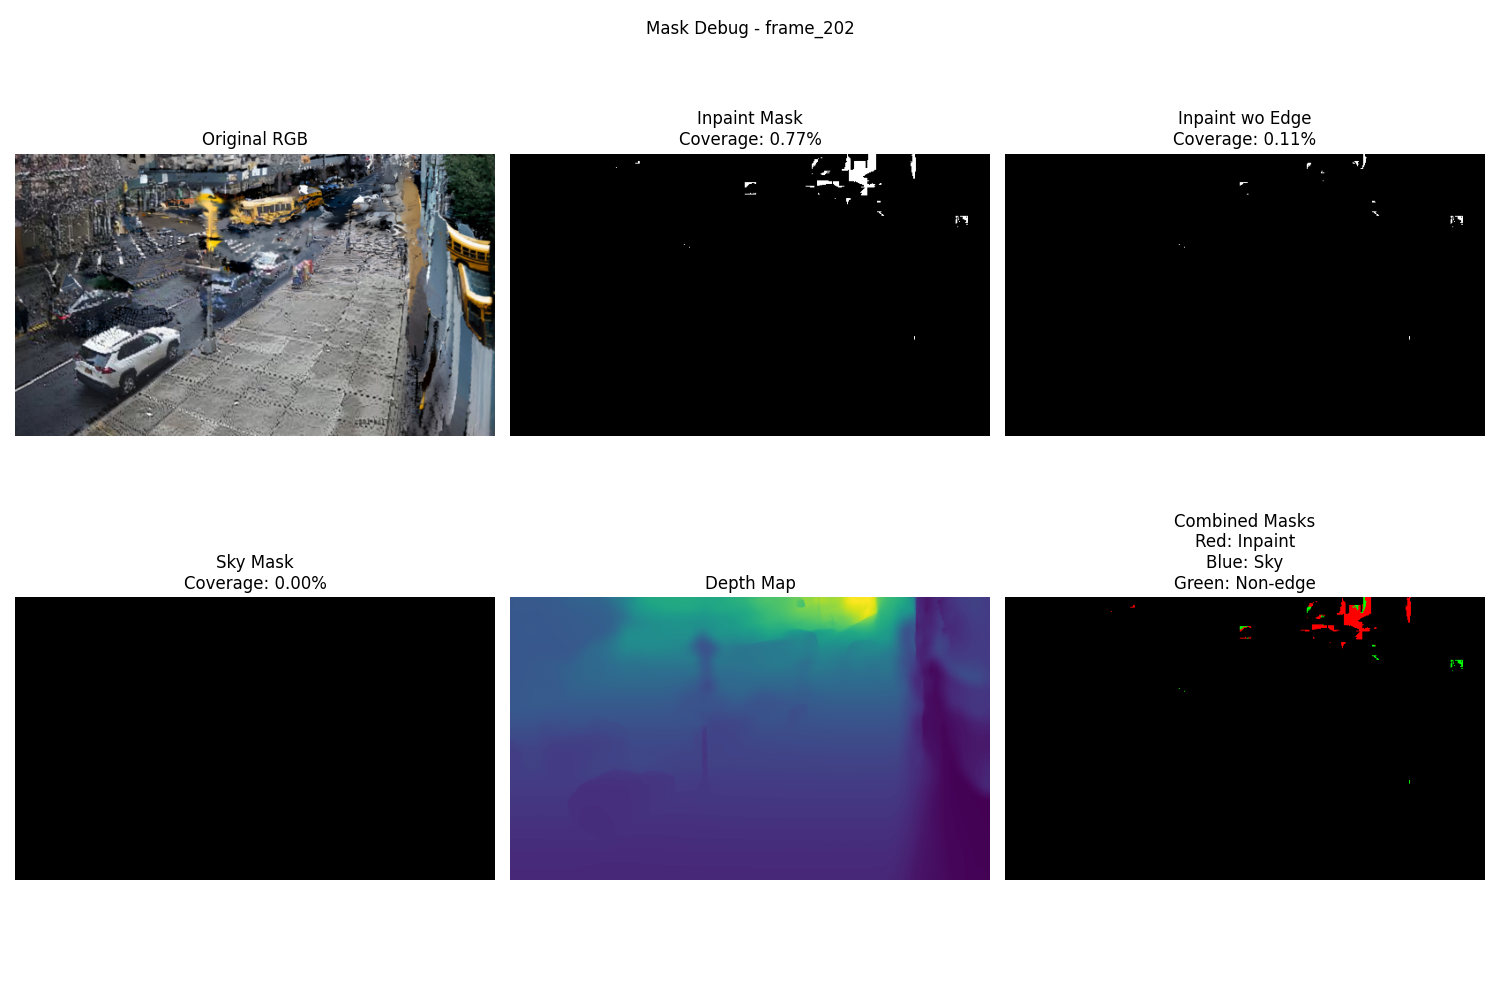 Mask Debug - frame_202
Original RGB
Inpaint Mask
Coverage: 0.77%
Inpaint wo Edge
Coverage: 0.11%
Sky Mask
Coverage: 0.00%
Depth Map
Combined Masks
Red: Inpaint
Blue: Sky
Green: Non-edge